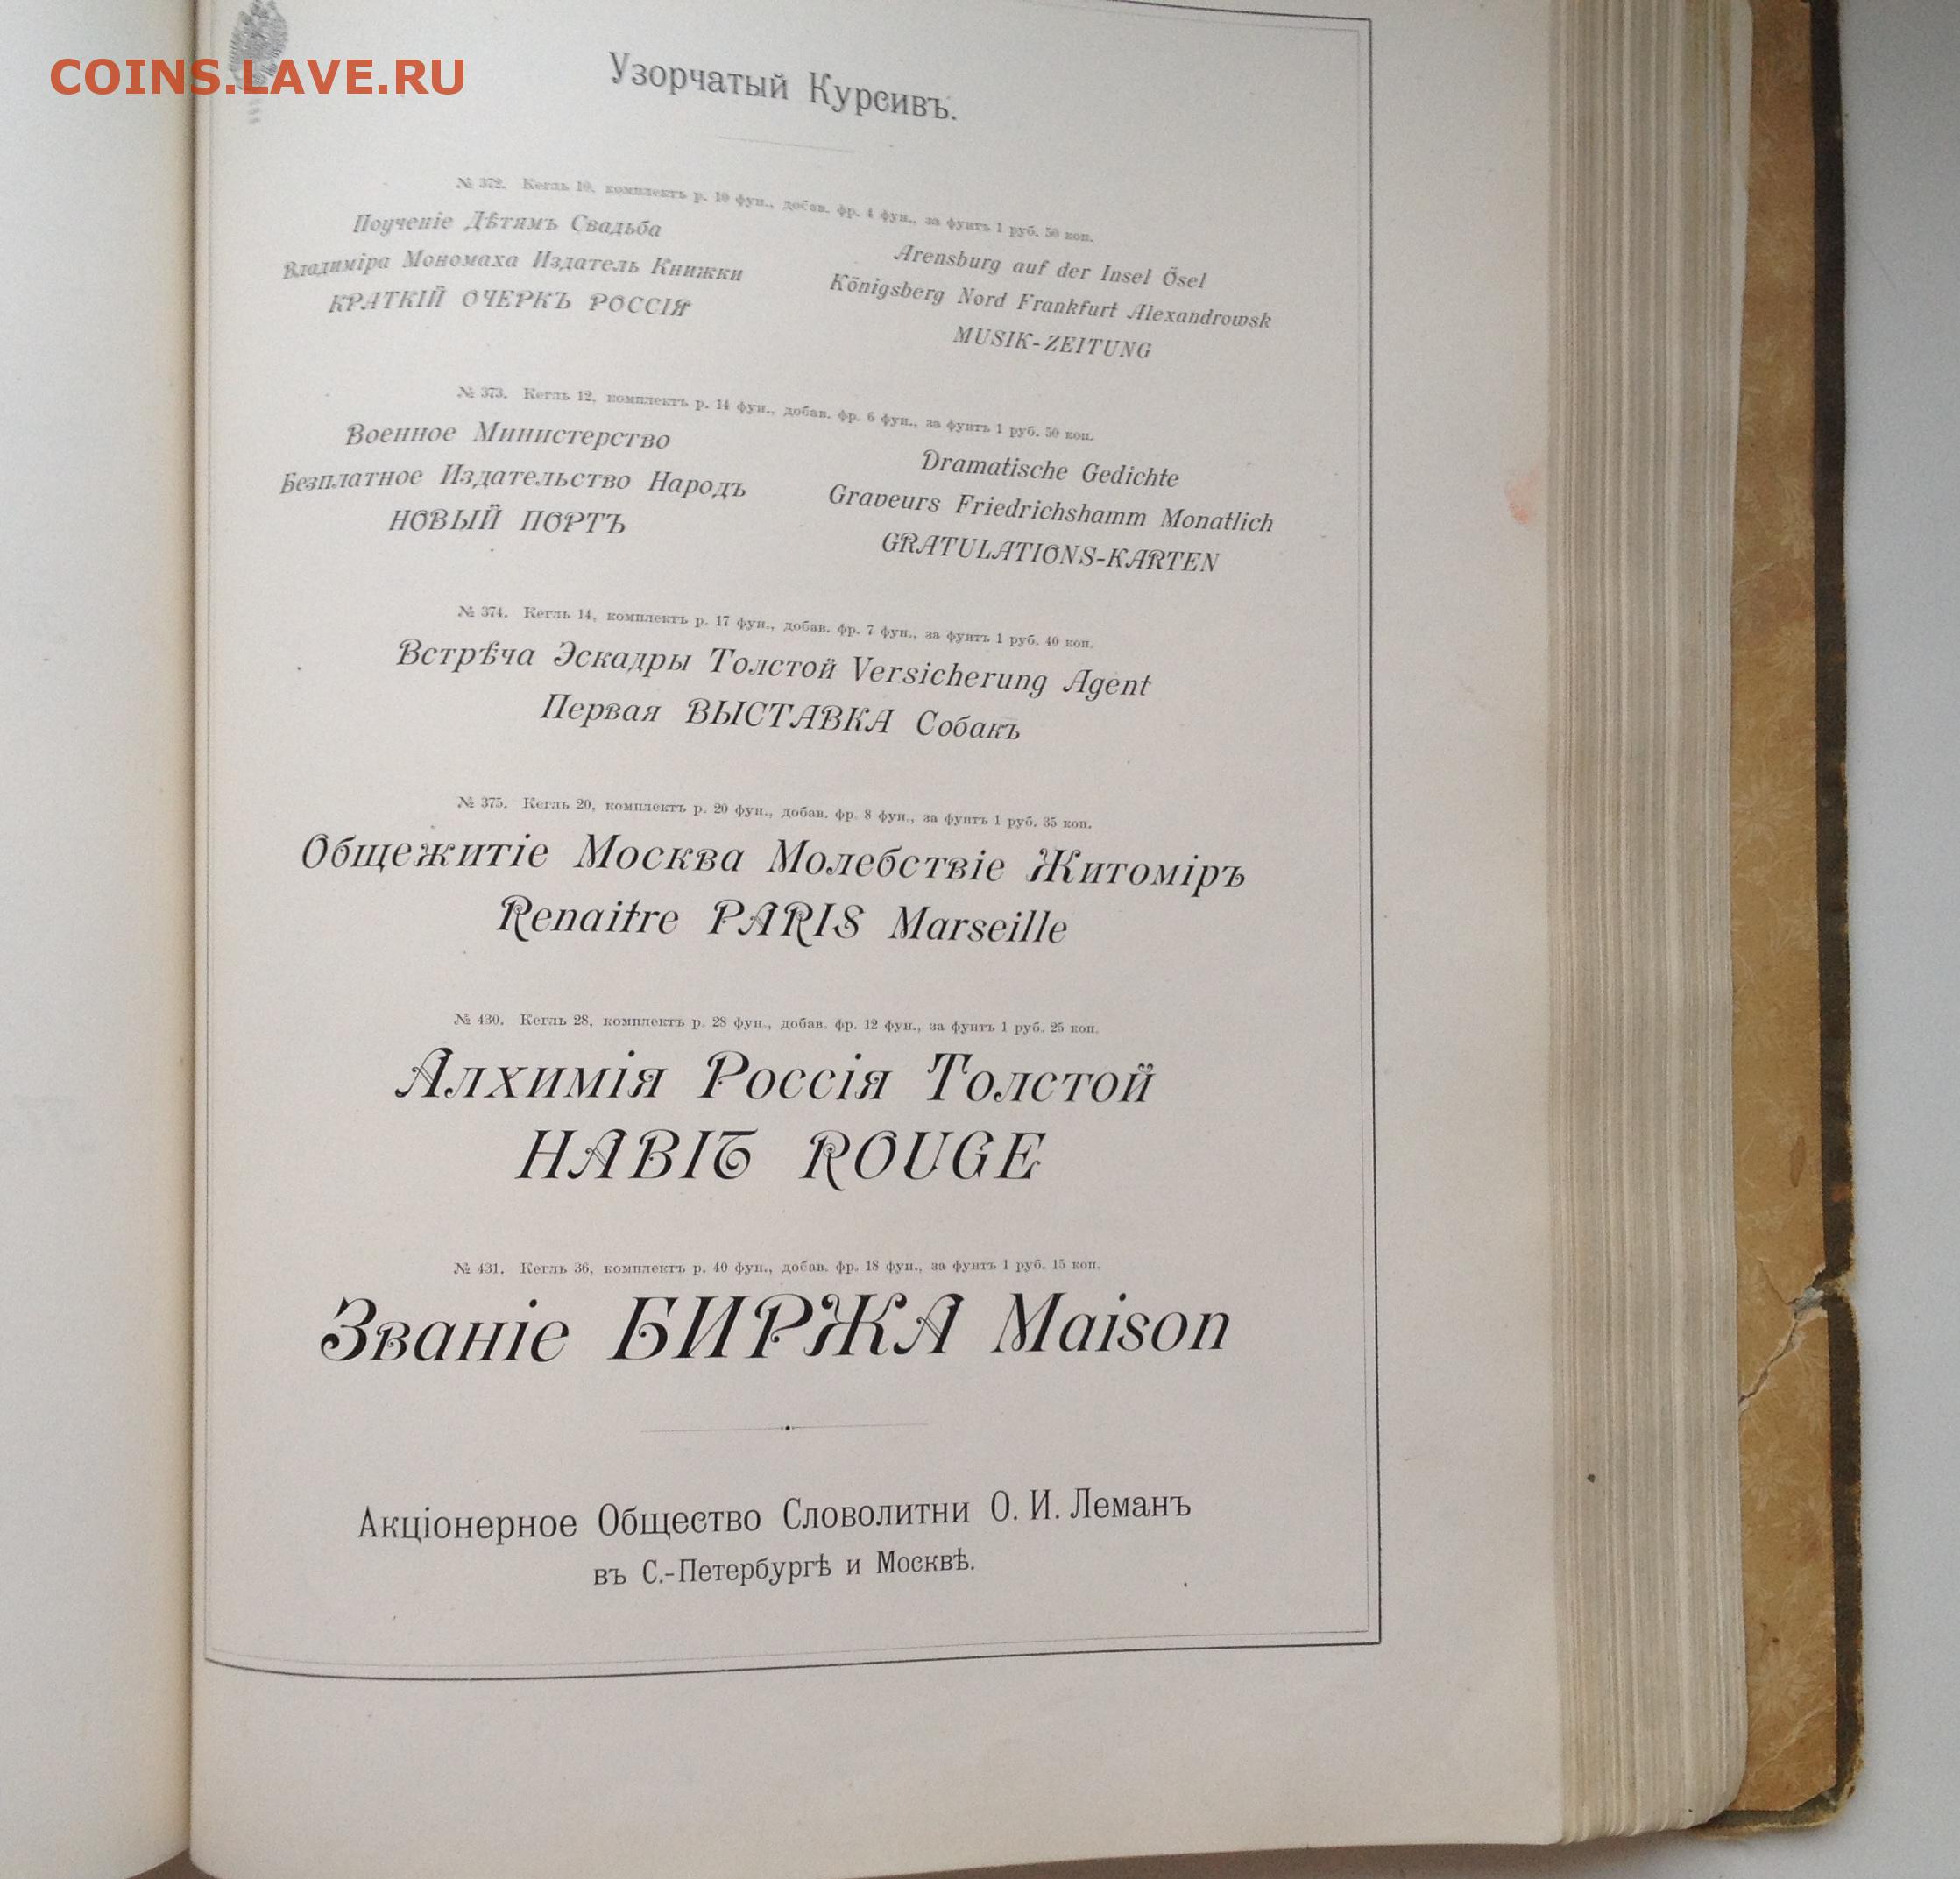 COINS.LAVE.RU
Узорчатый Курсивъ.
№ 372. Кегль 10, комплектъ р. 10 фун., добав. фр. 4 фун., за фунтъ 1 руб. 50 коп.
Поученіе Дѣтямъ Свадьба
Владиміра Мономаха Издатель Книжки
КРАТКІЙ ОЧЕРКЪ РОССІЯ
Arensburg auf der Insel Ösel
Königsberg Nord Frankfurt Alexandrowsk
MUSIK-ZEITUNG
№ 373. Кегль 12, комплектъ р. 14 фун., добав. фр. 6 фун., за фунтъ 1 руб. 50 коп.
Военное Министерство
Безплатное Издательство Народъ
НОВЫЙ ПОРТЪ
Dramatische Gedichte
Graveurs Friedrichshamm Monatlich
GRATULATIONS-KARTEN
№ 374. Кегль 14, комплектъ р. 17 фун., добав. фр. 7 фун., за фунтъ 1 руб. 40 коп.
Встрѣча Эскадры Толстой Versicherung Agent
Первая ВЫСТАВКА Собакъ
№ 375. Кегль 20, комплектъ р. 20 фун., добав. фр. 8 фун., за фунтъ 1 руб. 35 коп.
Общежитіе Москва Молебствіе Житоміръ
Renaitre PARIS Marseille
№ 430. Кегль 28, комплектъ р. 28 фун., добав. фр. 12 фун., за фунтъ 1 руб. 25 коп.
Алхимія Россія Толстой
HABIT ROUGE
№ 431. Кегль 36, комплектъ р. 40 фун., добав. фр. 18 фун., за фунтъ 1 руб. 15 коп.
Званіе БИРЖА Maison
Акціонерное Общество Словолитни О. И. Леманъ
въ С.-Петербургѣ и Москвѣ.